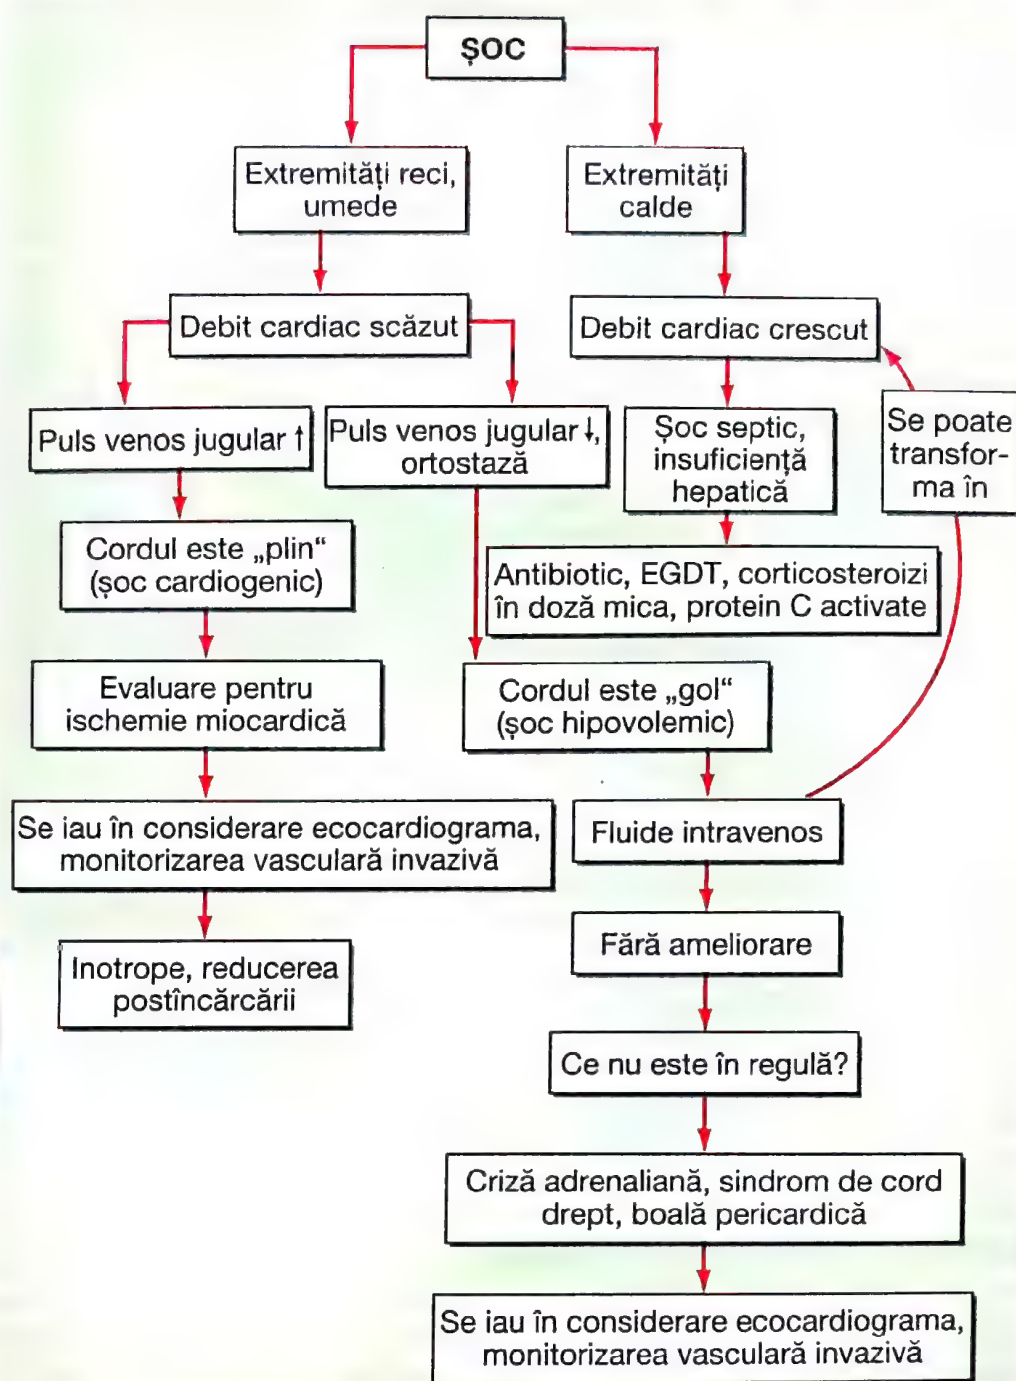 ȘOC
Extremități reci,
umede
Extremități
calde
Debit cardiac scăzut
Debit cardiac crescut
Puls venos jugular ↑
Puls venos jugular ↓,
ortostază
Șoc septic,
insuficiență
hepatică
Se poate
transfor-
ma în
Cordul este „plin“
(șoc cardiogenic)
Antibiotic, EGDT, corticosteroizi
în doză mica, protein C activate
Evaluare pentru
ischemie miocardică
Cordul este „gol“
(șoc hipovolemic)
Se iau în considerare ecocardiograma,
monitorizarea vasculară invazivă
Fluide intravenos
Inotrope, reducerea
postîncărcării
Fără ameliorare
Ce nu este în regulă?
Criză adrenaliană, sindrom de cord
drept, boală pericardică
Se iau în considerare ecocardiograma,
monitorizarea vasculară invazivă